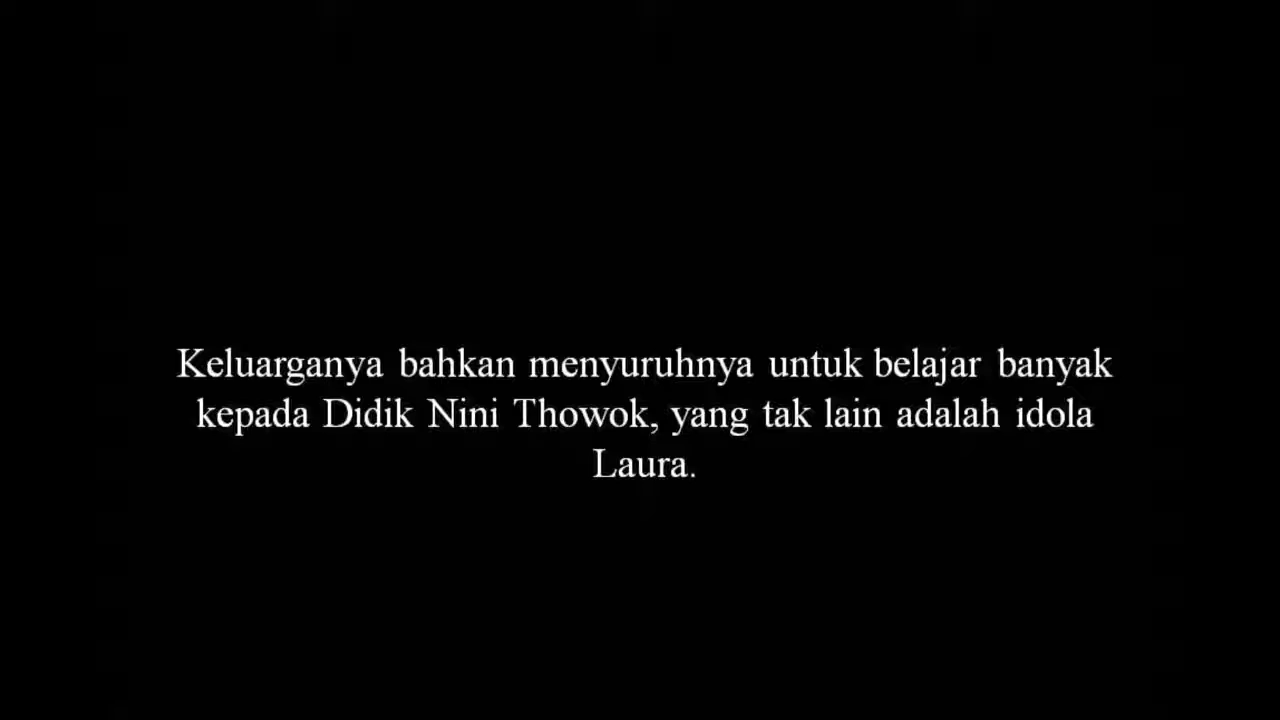 Keluarganya bahkan menyuruhnya untuk belajar banyak
kepada Didik Nini Thowok, yang tak lain adalah idola
Laura.